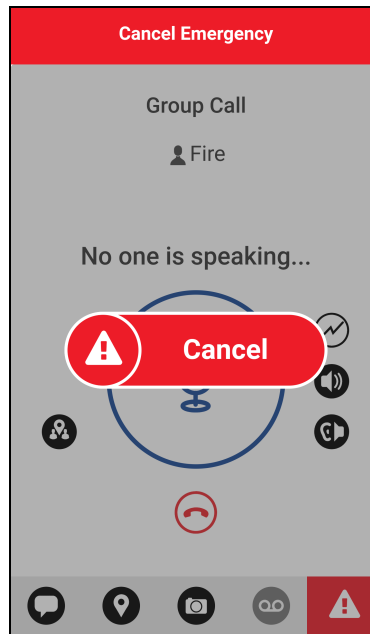 Cancel Emergency
Group Call
Fire
No one is speaking...
Cancel